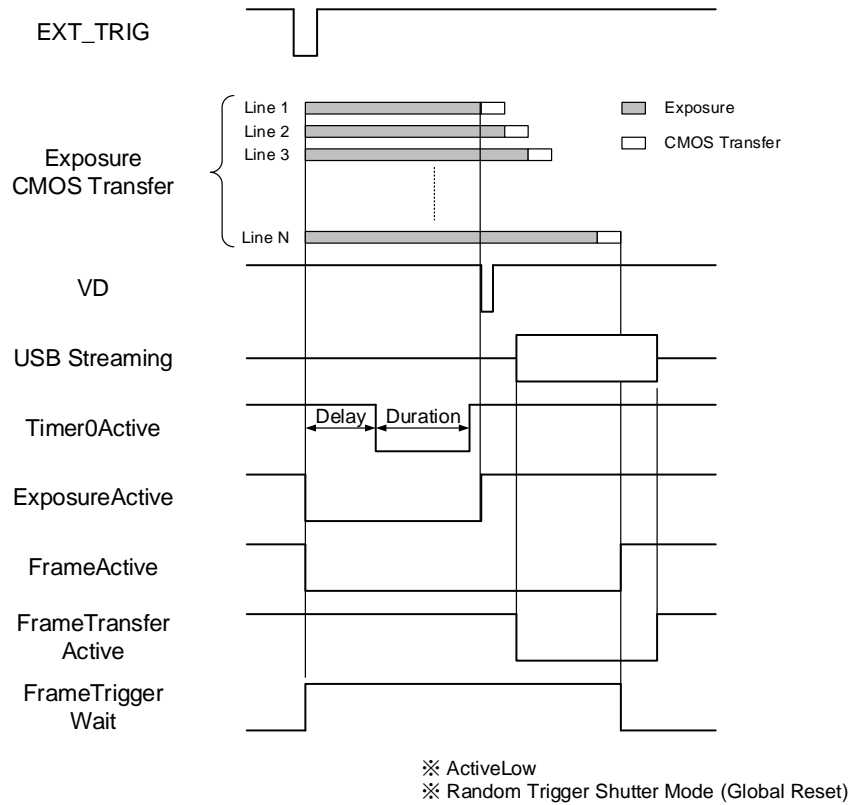 EXT_TRIG
Line 1
Line 2
Line 3
Line N
Exposure
CMOS Transfer
Exposure
CMOS Transfer
VD
USB Streaming
Timer0Active
Delay
Duration
ExposureActive
FrameActive
FrameTransfer
Active
FrameTrigger
Wait
※ ActiveLow
※ Random Trigger Shutter Mode (Global Reset)